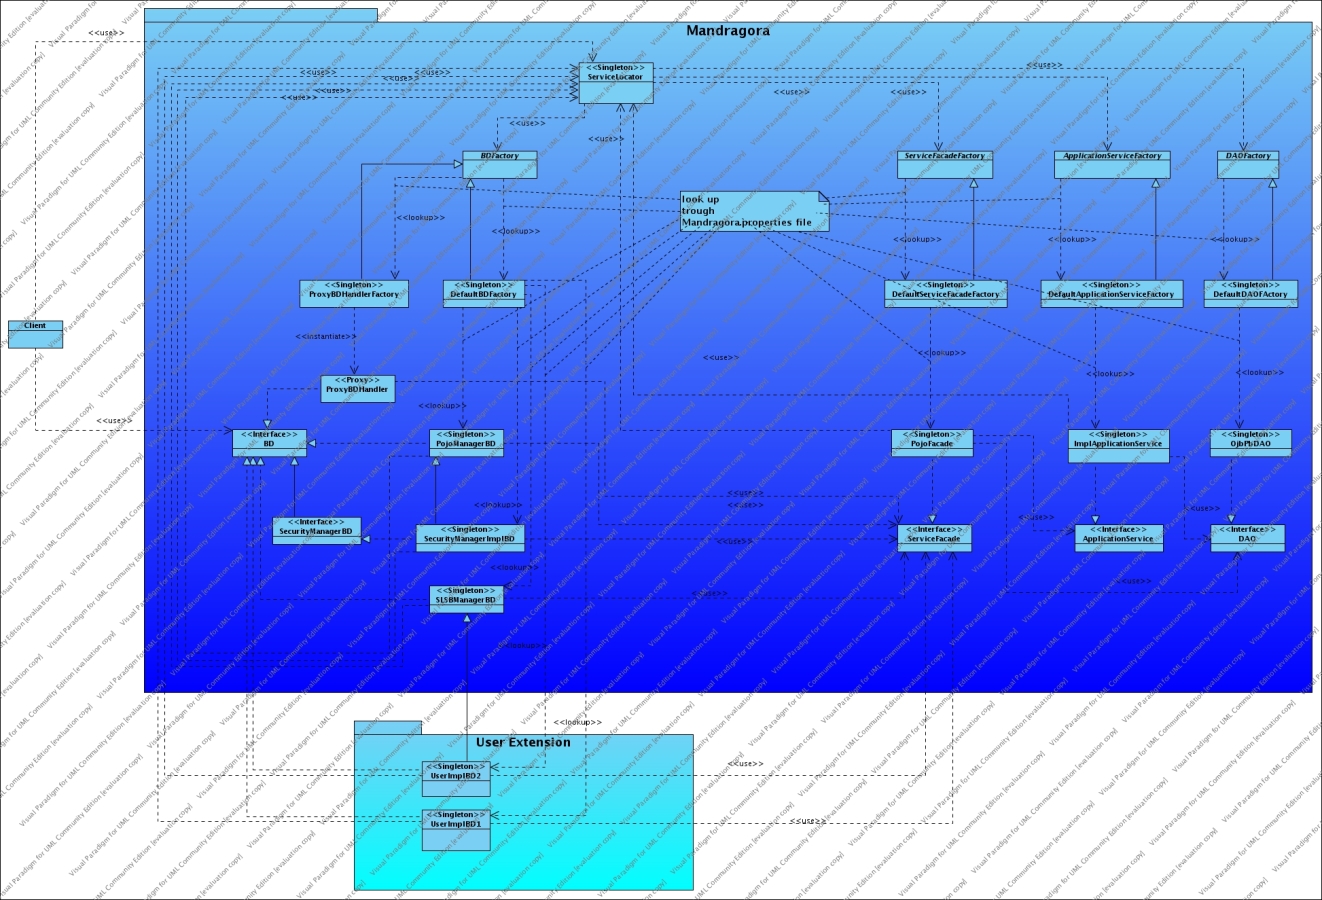 Mandragora
<<use>>
<<Singleton>>
ServiceLocator
<<use>>
<<use>>
<<use>>
<<use>>
<<use>>
<<use>>
<<use>>
<<use>>
<<use>>
<<use>>
BDFactory
ServiceFacadeFactory
ApplicationServiceFactory
DAOFactory
look up
trough
Mandragora.properties file
<<lookup>>
<<lookup>>
<<lookup>>
<<lookup>>
<<lookup>>
<<Singleton>>
ProxyBDHandlerFactory
<<Singleton>>
DefaultBDFactory
<<Singleton>>
DefaultServiceFacadeFactory
<<Singleton>>
DefaultApplicationServiceFactory
<<Singleton>>
DefaultDAOFactory
Client
<<instantiate>>
<<use>>
<<lookup>>
<<lookup>>
<<lookup>>
<<Proxy>>
ProxyBDHandler
<<lookup>>
<<use>>
<<Interface>>
BD
<<Singleton>>
PojoManagerBD
<<Singleton>>
PojoFacade
<<Singleton>>
ImplApplicationService
<<Singleton>>
OjbPbDAO
<<use>>
<<lookup>>
<<use>>
<<use>>
<<use>>
<<Interface>>
SecurityManagerBD
<<Singleton>>
SecurityManagerImplBD
<<Interface>>
ServiceFacade
<<Interface>>
ApplicationService
<<Interface>>
DAO
<<use>>
<<lookup>>
<<use>>
<<Singleton>>
SLSBManagerBD
<<use>>
<<lookup>>
<<lookup>>
User Extension
<<use>>
<<Singleton>>
UserImplBD2
<<Singleton>>
UserImplBD1
<<use>>
Visual Paradigm for UML Community Edition [evaluation copy]